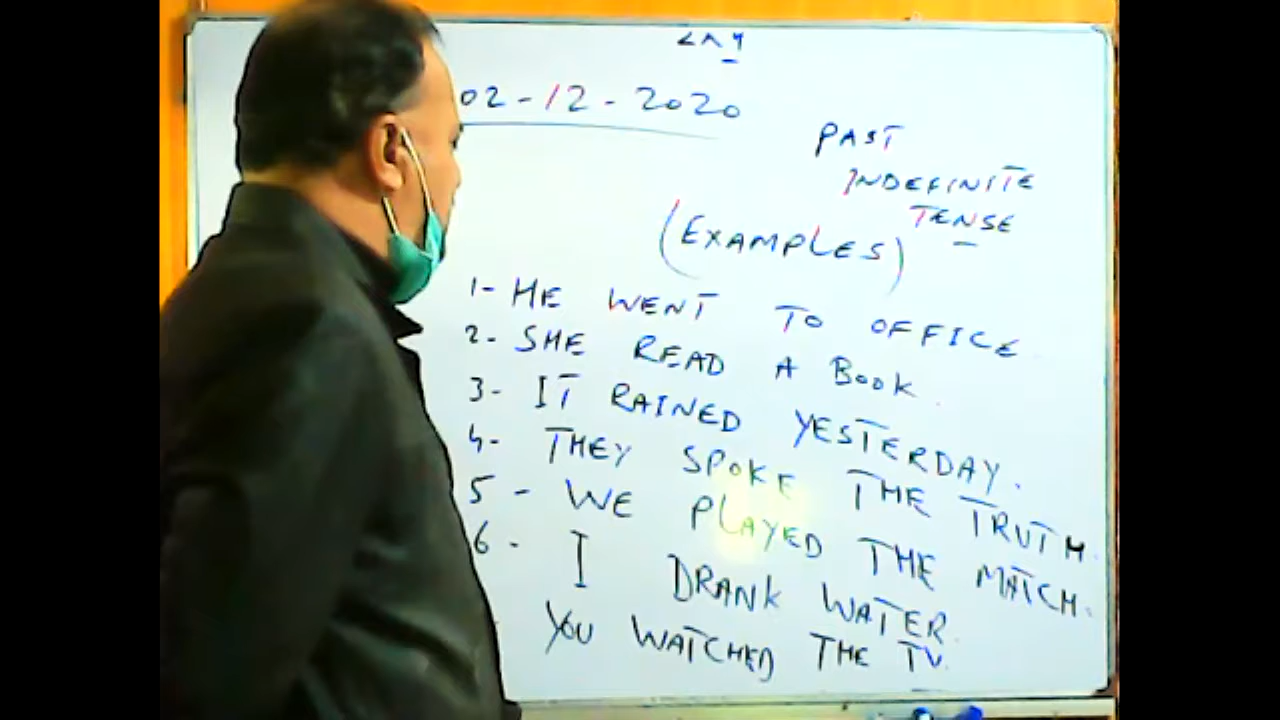 02-12-2020
PAST
INDEFINITE
TENSE
(EXAMPLES)
1- HE WENT TO OFFICE
2- SHE READ A BOOK.
3- IT RAINED YESTERDAY.
4- THEY SPOKE THE TRUTH.
5- WE PLAYED THE MATCH.
6- I DRANK WATER.
YOU WATCHED THE TV.